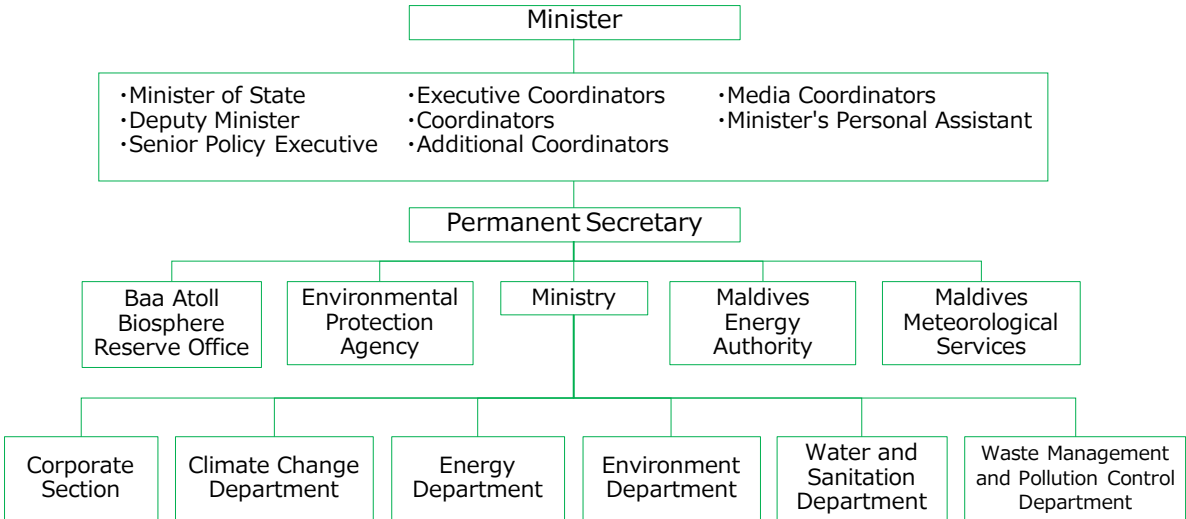 Minister
・Minister of State
・Deputy Minister
・Senior Policy Executive
・Executive Coordinators
・Coordinators
・Additional Coordinators
・Media Coordinators
・Minister's Personal Assistant
Permanent Secretary
Baa Atoll
Biosphere
Reserve Office
Environmental
Protection
Agency
Ministry
Maldives
Energy
Authority
Maldives
Meteorological
Services
Corporate
Section
Climate Change
Department
Energy
Department
Environment
Department
Water and
Sanitation
Department
Waste Management
and Pollution Control
Department